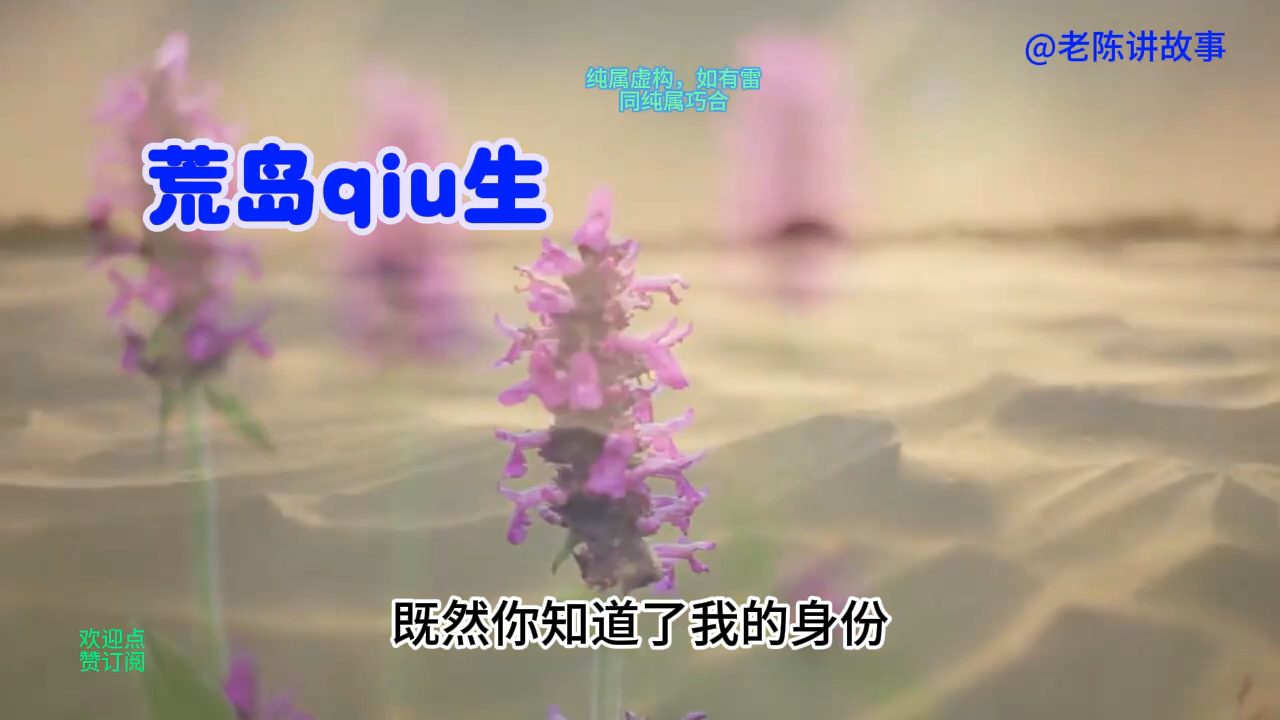 @老陈讲故事
纯属虚构，如有雷
同纯属巧合
荒岛qiu生
既然你知道了我的身份
欢迎点
赞订阅